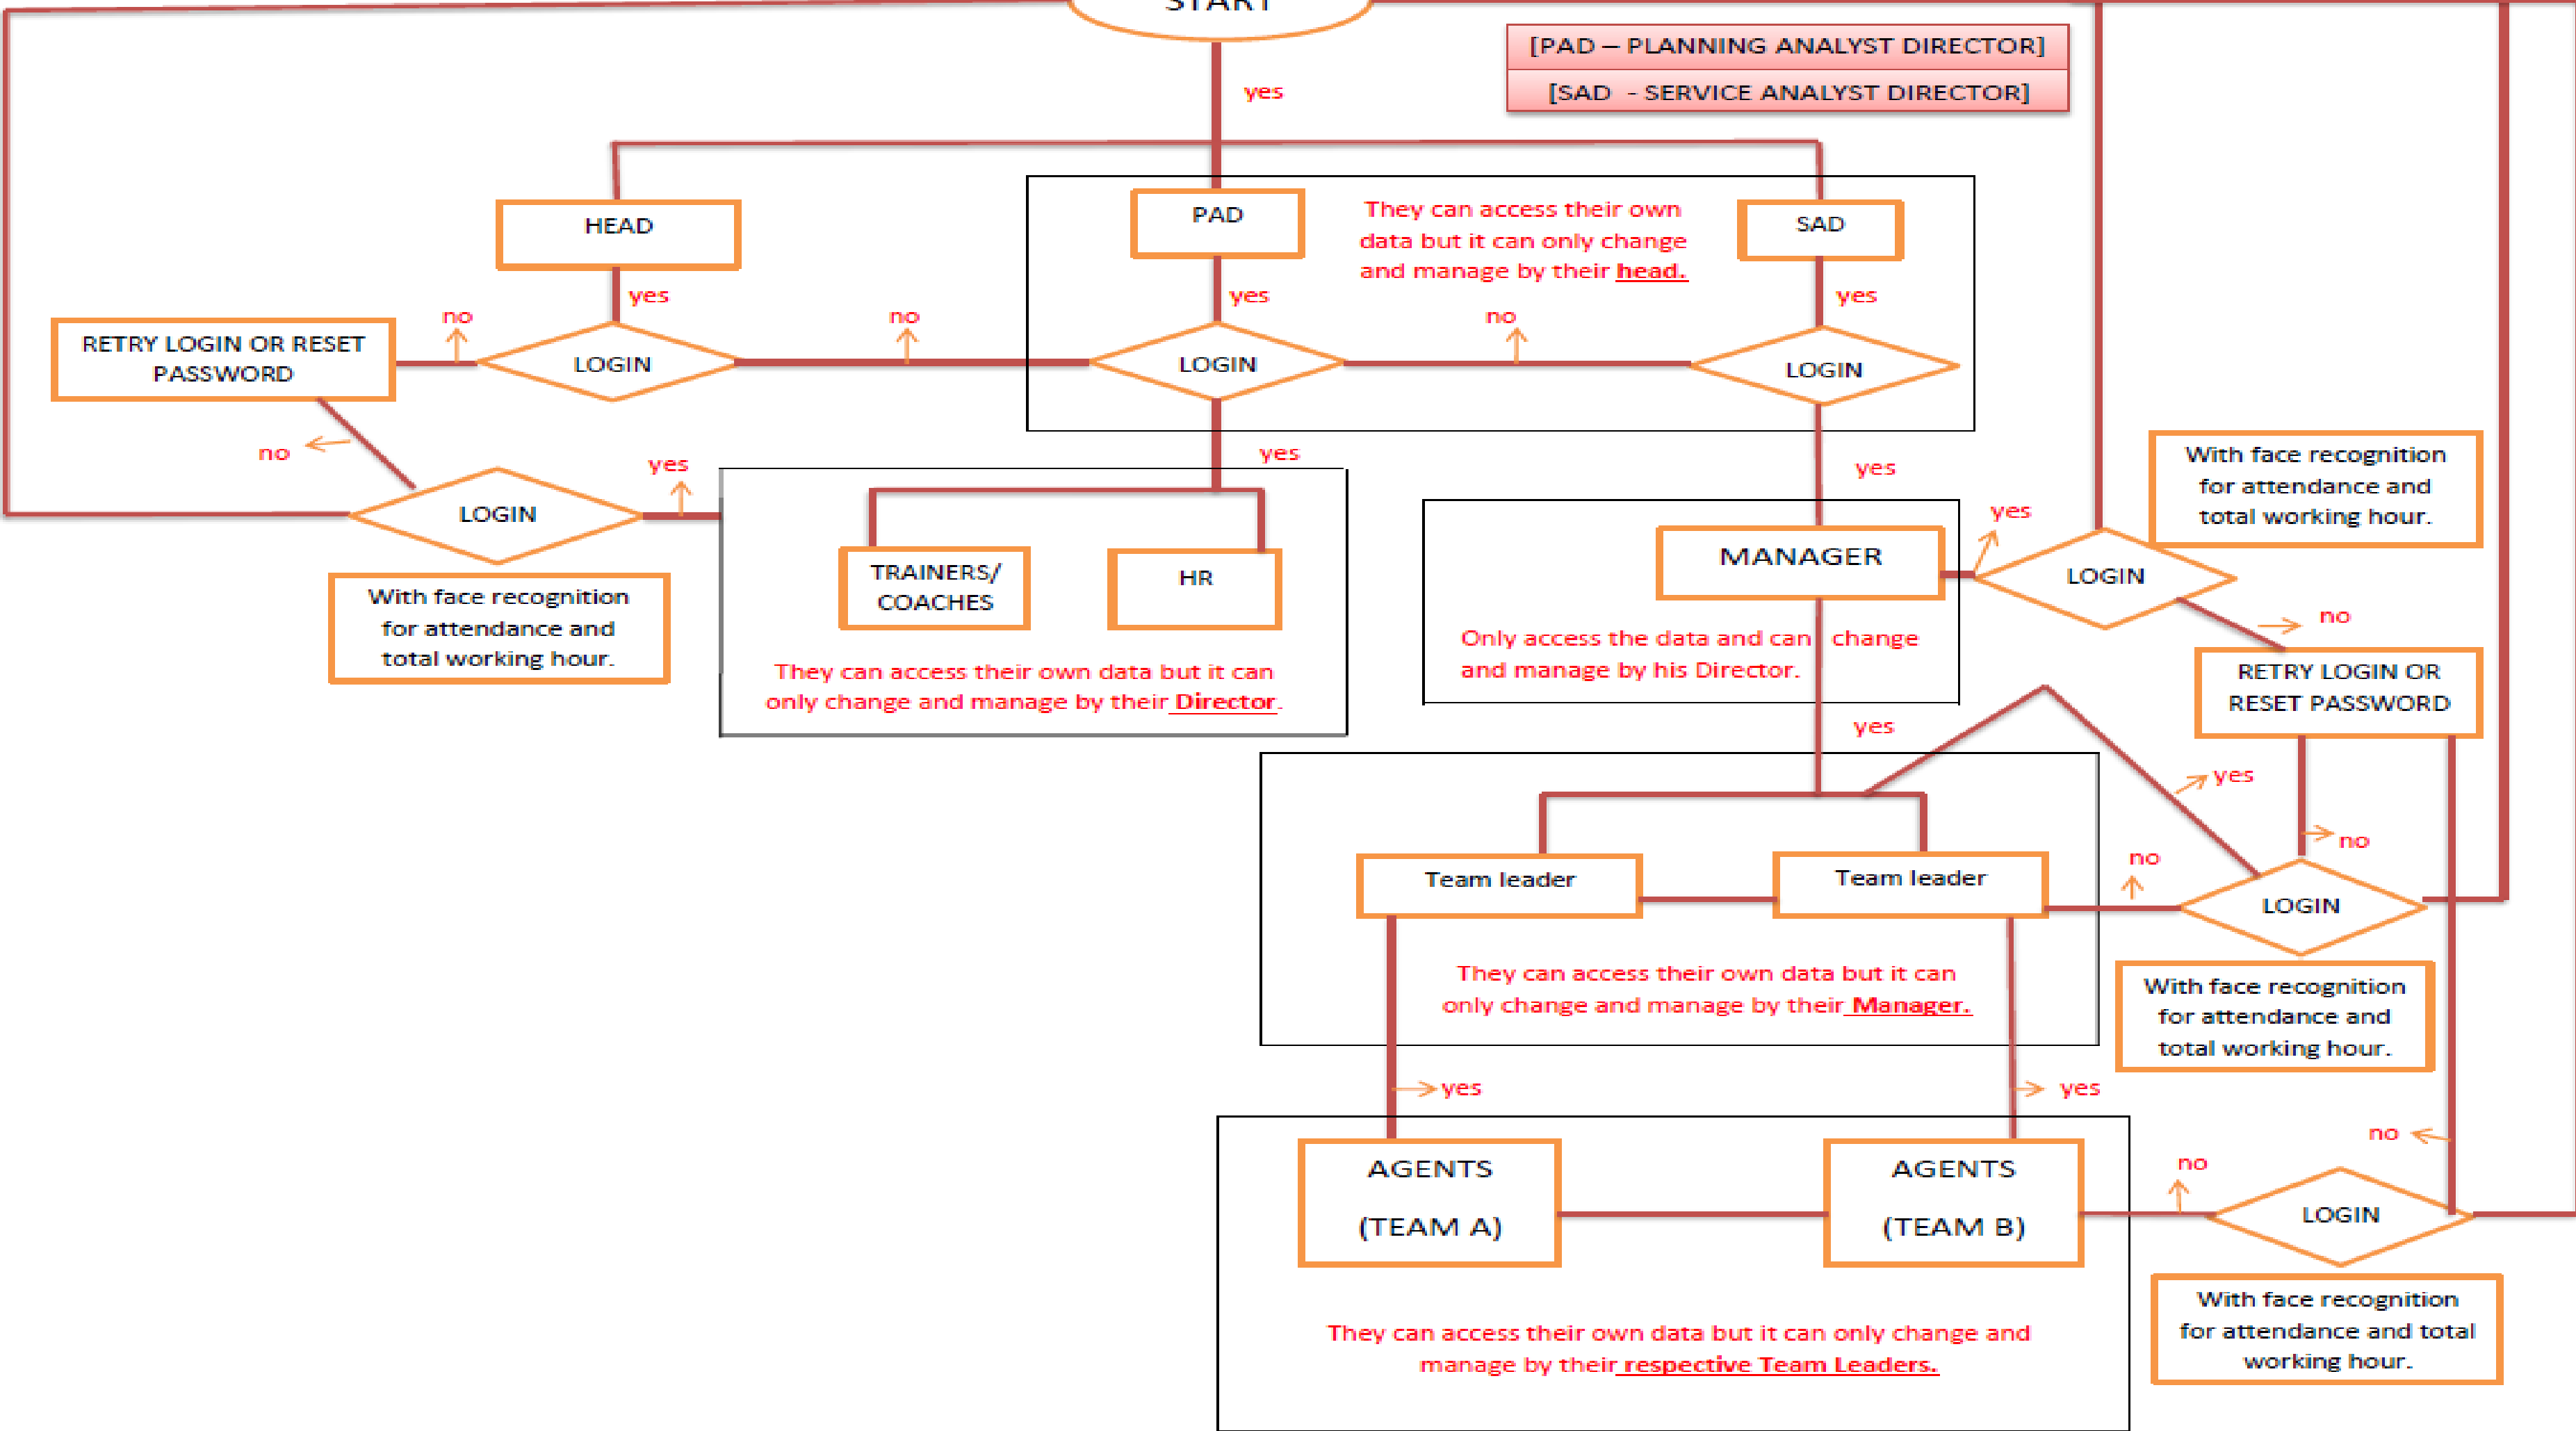 START
[PAD – PLANNING ANALYST DIRECTOR]
[SAD - SERVICE ANALYST DIRECTOR]
yes
HEAD
PAD
They can access their own
data but it can only change
and manage by their head.
SAD
yes
yes
yes
no
no
no
RETRY LOGIN OR RESET
PASSWORD
LOGIN
LOGIN
LOGIN
no
yes
yes
yes
LOGIN
With face recognition
for attendance and
total working hour.
TRAINERS/
COACHES
HR
They can access their own data but it can
only change and manage by their Director.
MANAGER
Only access the data and can change
and manage by his Director.
yes
LOGIN
With face recognition
for attendance and
total working hour.
no
RETRY LOGIN OR
RESET PASSWORD
yes
yes
no
no
Team leader
Team leader
LOGIN
They can access their own data but it can
only change and manage by their Manager.
With face recognition
for attendance and
total working hour.
yes
yes
no
no
AGENTS
(TEAM A)
AGENTS
(TEAM B)
LOGIN
They can access their own data but it can only change and
manage by their respective Team Leaders.
With face recognition
for attendance and total
working hour.